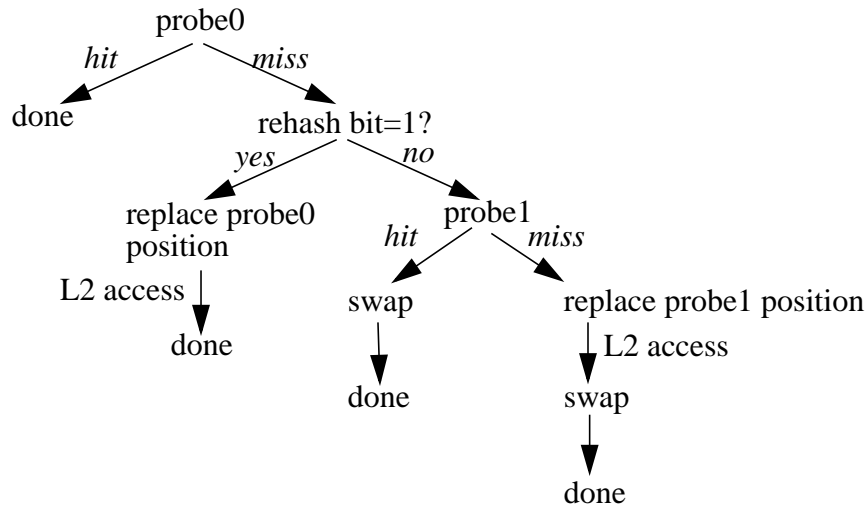 probe0
hit
miss
done
rehash bit=1?
yes
no
replace probe0
position
probe1
hit
miss
L2 access
swap
replace probe1 position
done
L2 access
done
swap
done